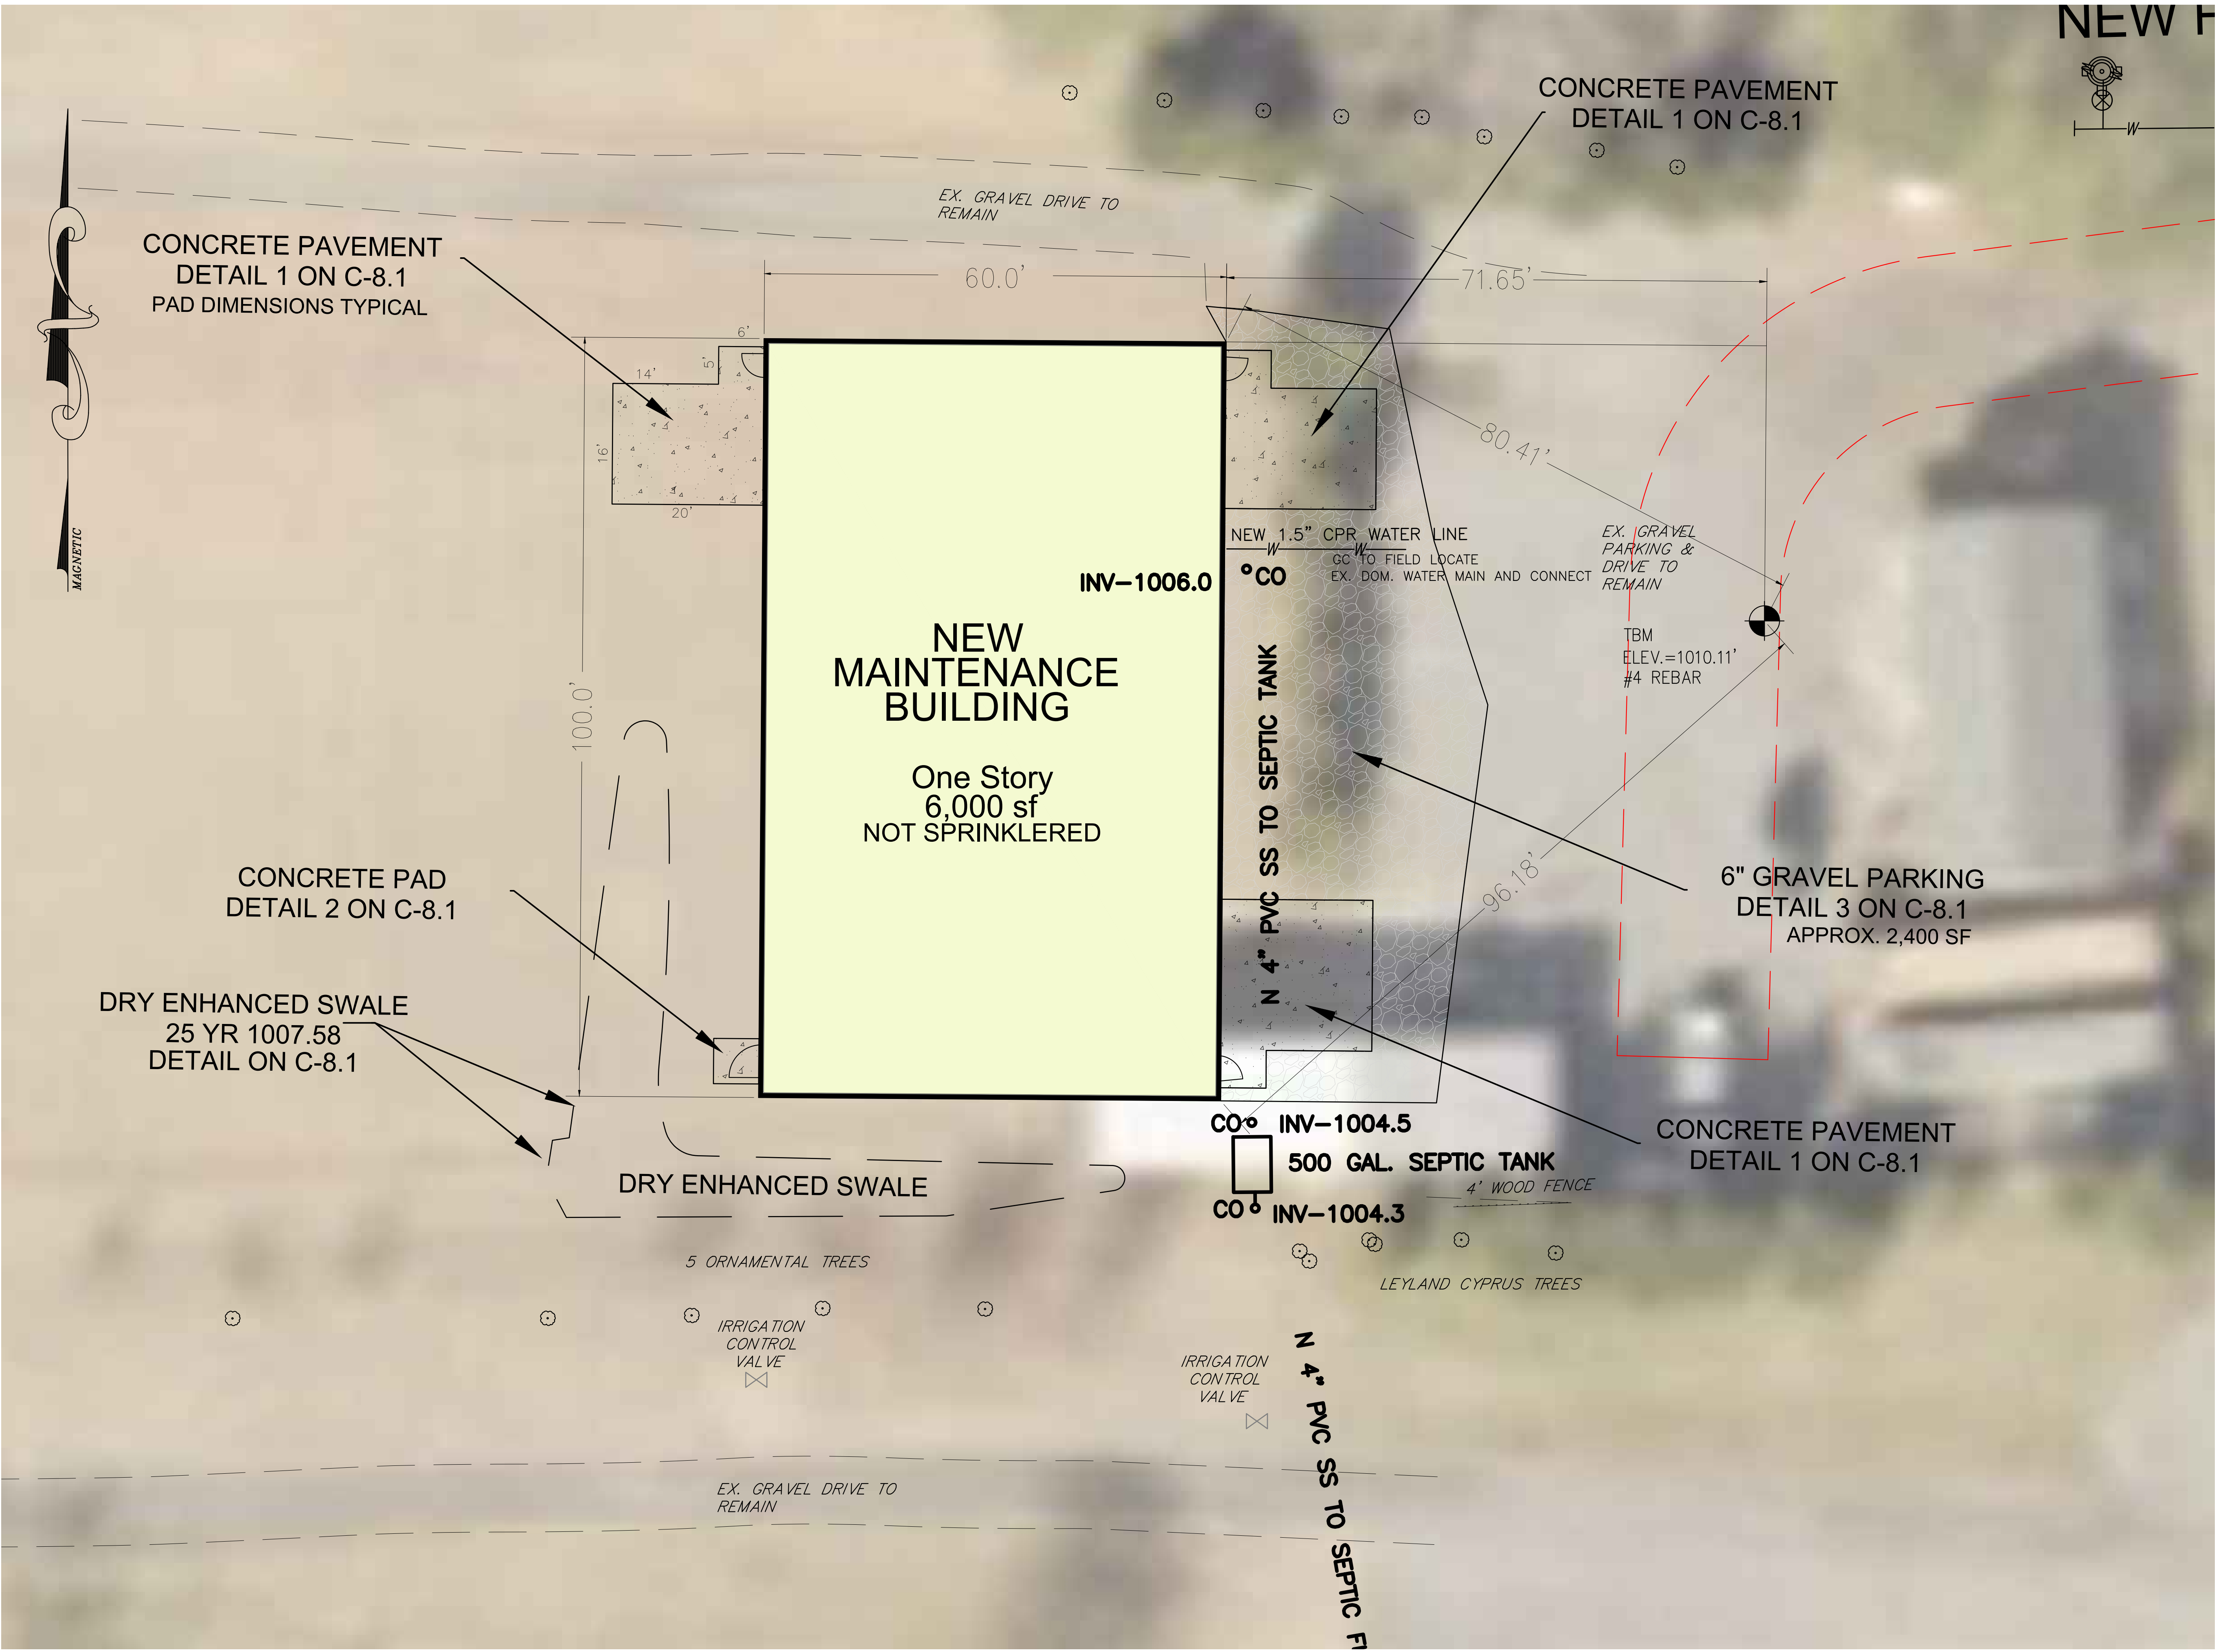 NEW
CONCRETE PAVEMENT
DETAIL 1 ON C-8.1
W
EX. GRAVEL DRIVE TO
REMAIN
CONCRETE PAVEMENT
DETAIL 1 ON C-8.1
PAD DIMENSIONS TYPICAL
60.0'
71.65'
6'
5'
14'
16'
20'
80.41'
MAGNETIC
NEW 1.5" CPR WATER LINE
W W
GC TO FIELD LOCATE
EX. DOM. WATER MAIN AND CONNECT
EX. GRAVEL
PARKING &
DRIVE TO
REMAIN
INV-1006.0
CO
NEW
MAINTENANCE
BUILDING
One Story
6,000 sf
NOT SPRINKLERED
100.0'
N 4" PVC SS TO SEPTIC TANK
TBM
ELEV.=1010.11'
#4 REBAR
96.18'
6" GRAVEL PARKING
DETAIL 3 ON C-8.1
APPROX. 2,400 SF
CONCRETE PAD
DETAIL 2 ON C-8.1
DRY ENHANCED SWALE
25 YR 1007.58
DETAIL ON C-8.1
CO INV-1004.5
500 GAL. SEPTIC TANK
CONCRETE PAVEMENT
DETAIL 1 ON C-8.1
DRY ENHANCED SWALE
4' WOOD FENCE
CO INV-1004.3
5 ORNAMENTAL TREES
LEYLAND CYPRUS TREES
IRRIGATION
CONTROL
VALVE
IRRIGATION
CONTROL
VALVE
N 4" PVC SS TO SEPTIC
EX. GRAVEL DRIVE TO
REMAIN